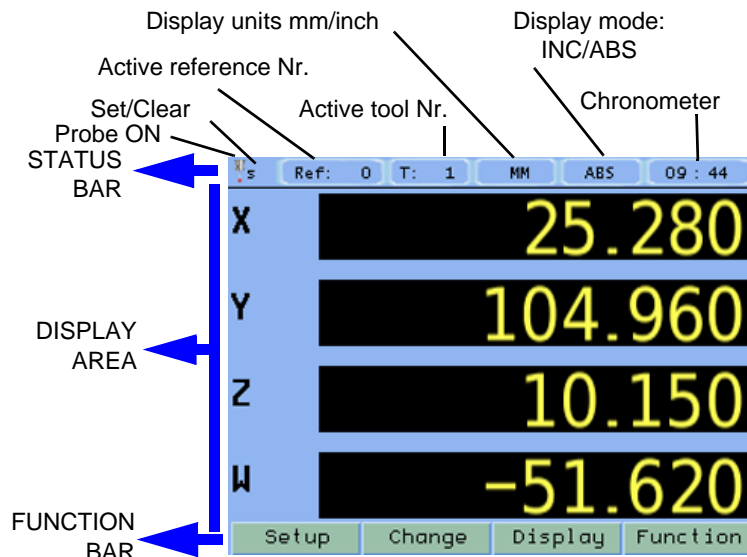 Display units mm/inch
Display mode:
INC/ABS
Active reference Nr.
Set/Clear
Active tool Nr.
Chronometer
Probe ON
STATUS
BAR
s Ref: 0 T: 1 MM ABS 09 : 44
X 25.280
Y 104.960
DISPLAY
AREA
Z 10.150
W -51.620
FUNCTION
BAR
Setup Change Display Function